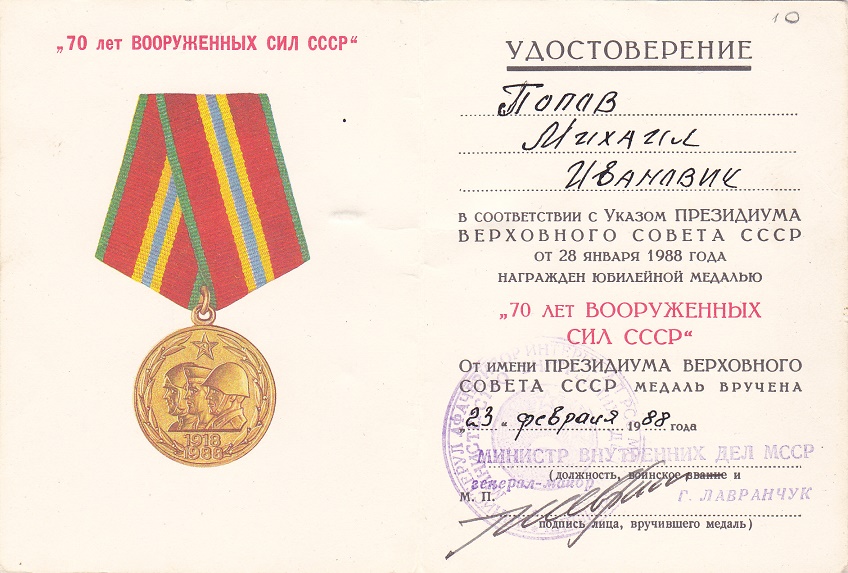 „70 лет ВООРУЖЕННЫХ СИЛ СССР“
1918
1988
10
УДОСТОВЕРЕНИЕ
Попов
Михаил
Иванович
В СООТВЕТСТВИИ С УКАЗОМ ПРЕЗИДИУМА
ВЕРХОВНОГО СОВЕТА СССР
ОТ 28 ЯНВАРЯ 1988 ГОДА
НАГРАЖДЕН ЮБИЛЕЙНОЙ МЕДАЛЬЮ
„70 ЛЕТ ВООРУЖЕННЫХ
СИЛ СССР“
ОТ ИМЕНИ ПРЕЗИДИУМА ВЕРХОВНОГО
СОВЕТА СССР МЕДАЛЬ ВРУЧЕНА
„23“ февраля 1988 года
МИНИСТР ВНУТРЕННИХ ДЕЛ МССР
(должность, воинское звание и
генерал-майор
М. П.
Г. ЛАВРАНЧУК
подпись лица, вручившего медаль)